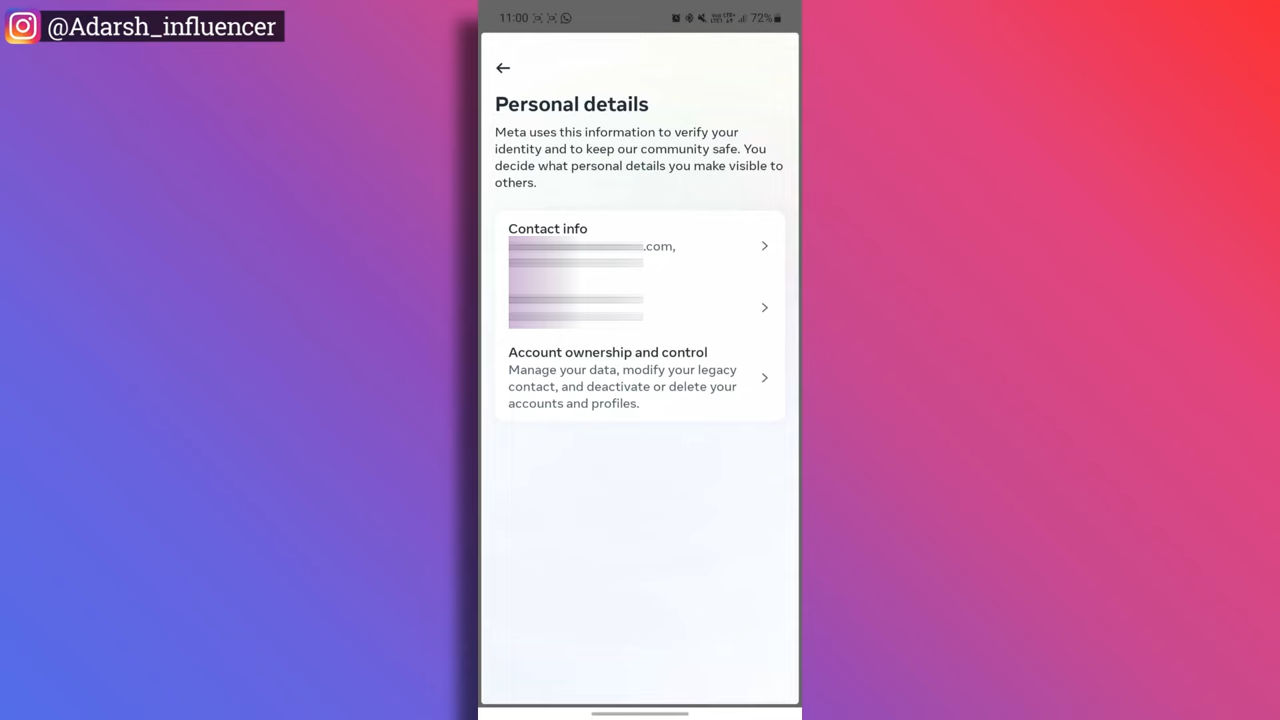 @Adarsh_influencer
11:00
72%
Personal details
Meta uses this information to verify your
identity and to keep our community safe. You
decide what personal details you make visible to
others.
Contact info
.com,
Account ownership and control
Manage your data, modify your legacy
contact, and deactivate or delete your
accounts and profiles.